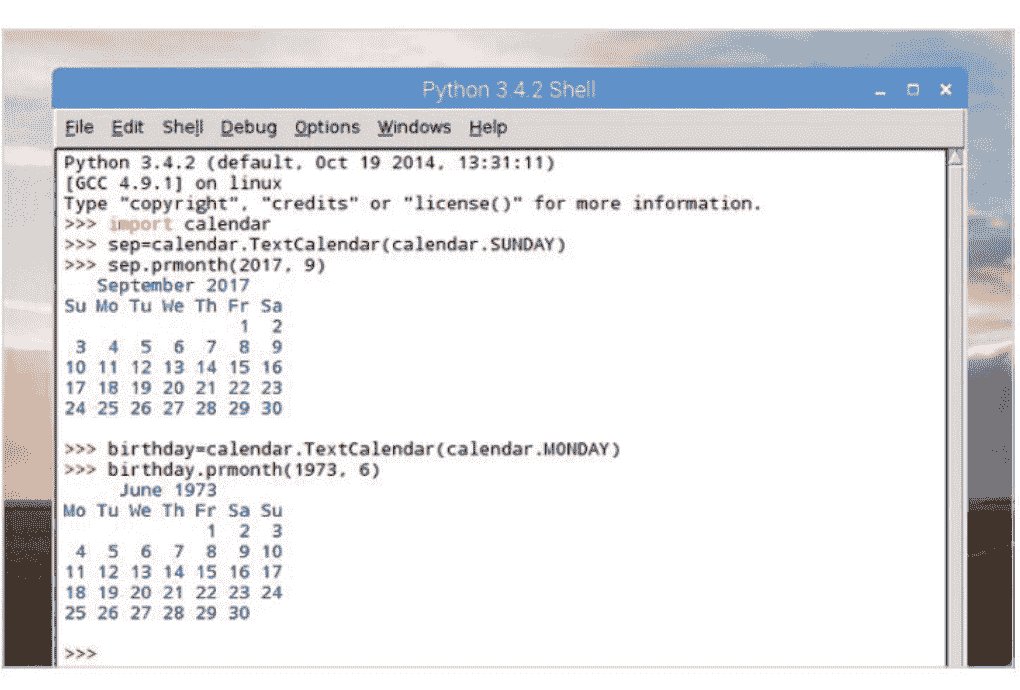 Python 3.4.2 Shell
File Edit Shell Debug Options Windows Help
Python 3.4.2 (default, Oct 19 2014, 13:31:11)
[GCC 4.9.1] on linux
Type "copyright", "credits" or "license()" for more information.
>>> import calendar
>>> sep=calendar.TextCalendar(calendar.SUNDAY)
>>> sep.prmonth(2017, 9)
   September 2017
Su Mo Tu We Th Fr Sa
                1  2
 3  4  5  6  7  8  9
10 11 12 13 14 15 16
17 18 19 20 21 22 23
24 25 26 27 28 29 30
>>> birthday=calendar.TextCalendar(calendar.MONDAY)
>>> birthday.prmonth(1973, 6)
     June 1973
Mo Tu We Th Fr Sa Su
             1  2  3
 4  5  6  7  8  9 10
11 12 13 14 15 16 17
18 19 20 21 22 23 24
25 26 27 28 29 30
>>>